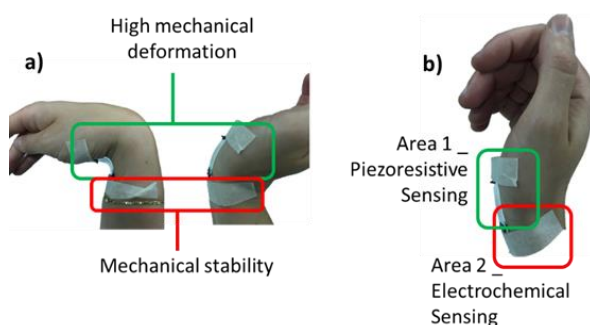 High mechanical
deformation
a)
Mechanical stability
b)
Area 1 _
Piezoresistive
Sensing
Area 2 _
Electrochemical
Sensing